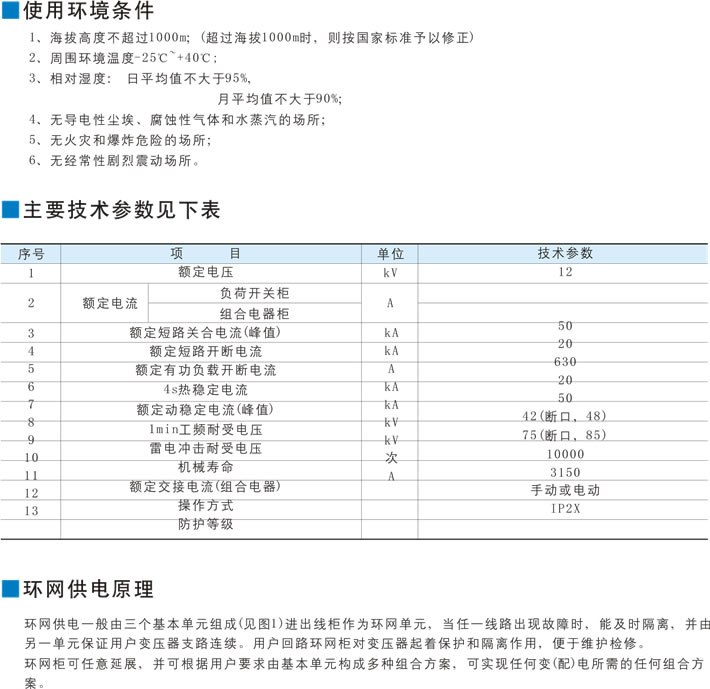 使用环境条件
1、海拔高度不超过1000m；(超过海拔1000m时，则按国家标准予以修正)
2、周围环境温度-25℃~+40℃；
3、相对湿度： 日平均值不大于95%，
月平均值不大于90%；
4、无导电性尘埃、腐蚀性气体和水蒸汽的场所；
5、无火灾和爆炸危险的场所；
6、无经常性剧烈震动场所。
主要技术参数见下表
序号 项 目 单位 技术参数
1 额定电压 kV 12
2 额定电流 负荷开关柜 A
组合电器柜
3 额定短路关合电流(峰值) kA 50
4 额定短路开断电流 kA 20
5 额定有功负载开断电流 A 630
6 4s热稳定电流 kA 20
7 额定动稳定电流(峰值) kA 50
8 1min工频耐受电压 kV 42(断口，48)
9 雷电冲击耐受电压 kV 75(断口，85)
10 机械寿命 次 10000
11 额定交接电流(组合电器) A 3150
12 操作方式 手动或电动
13 防护等级 IP2X
环网供电原理
环网供电一般由三个基本单元组成(见图1)进出线柜作为环网单元，当任一线路出现故障时，能及时隔离，并由
另一单元保证用户变压器支路连续。用户回路环网柜对变压器起着保护和隔离作用，便于维护检修。
环网柜可任意延展，并可根据用户要求由基本单元构成多种组合方案，可实现任何变(配)电所需的任何组合方
案。